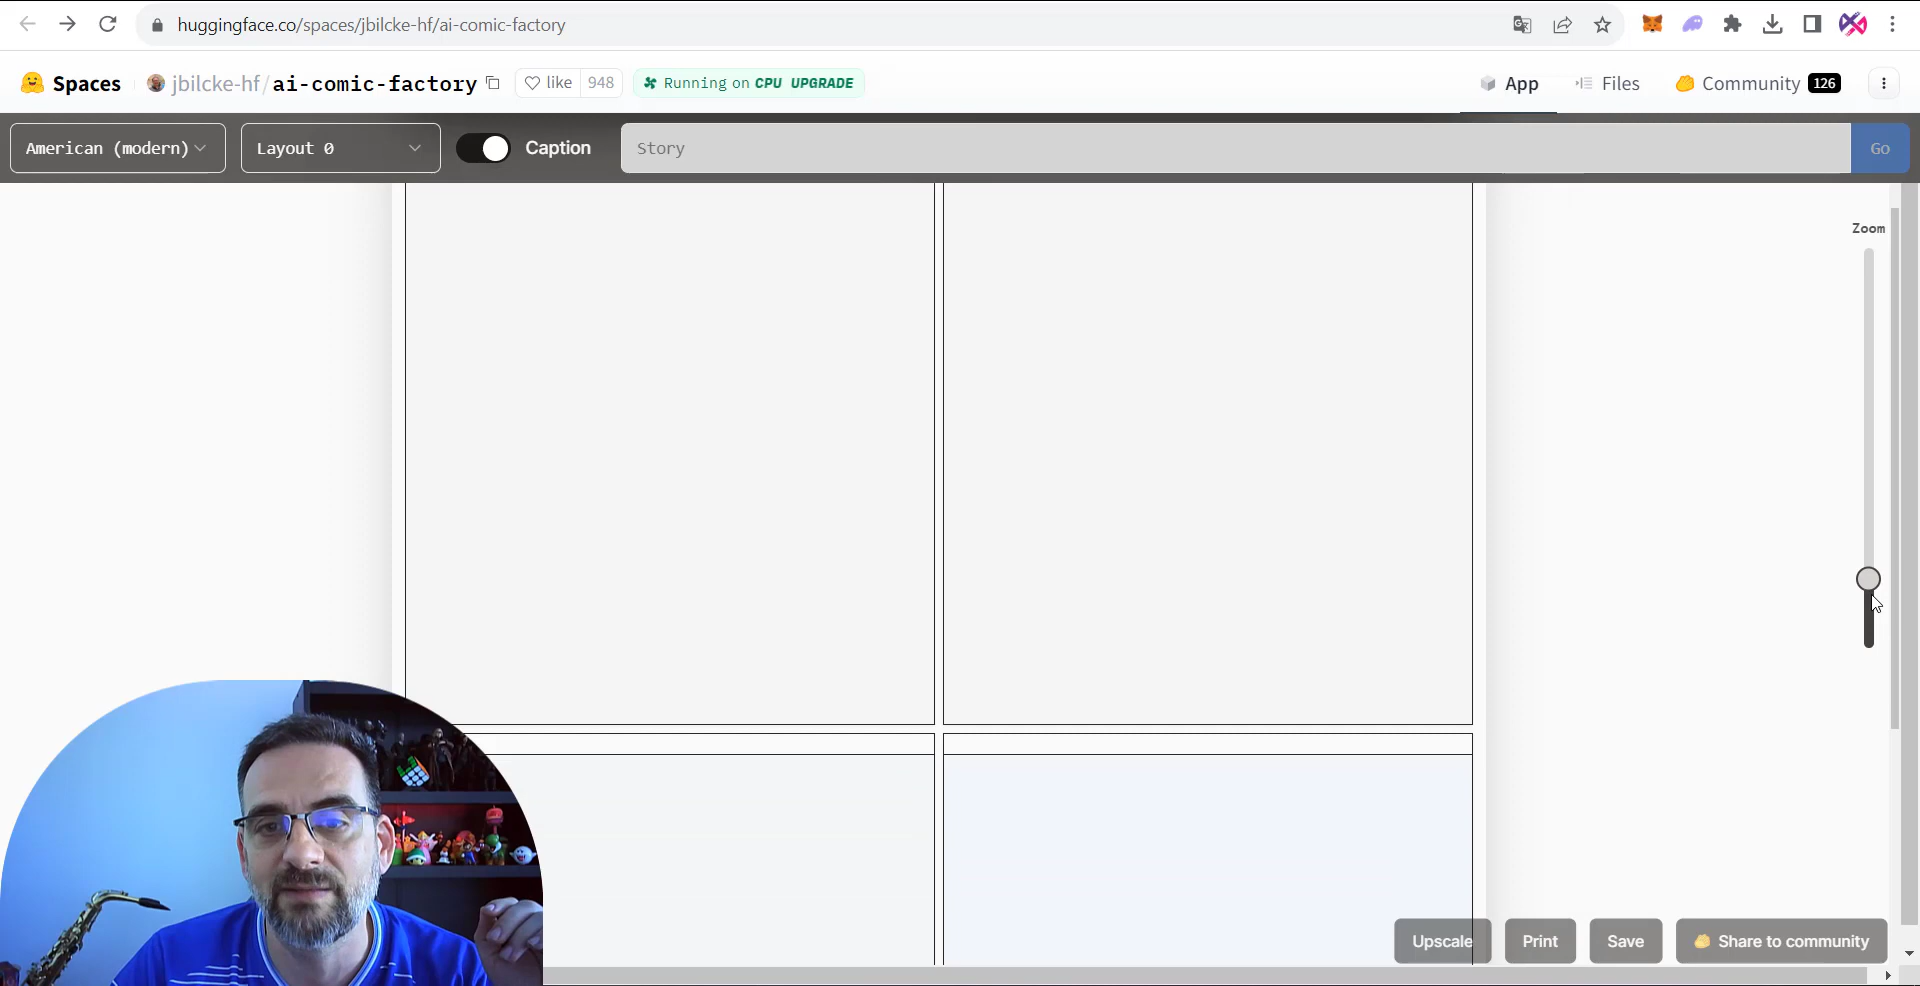 huggingface.co/spaces/jbilcke-hf/ai-comic-factory
Spaces jbilcke-hf/ai-comic-factory like 948 Running on CPU UPGRADE App Files Community 126
American (modern) Layout 0 Caption Story Go
Zoom
Upscale Print Save Share to community